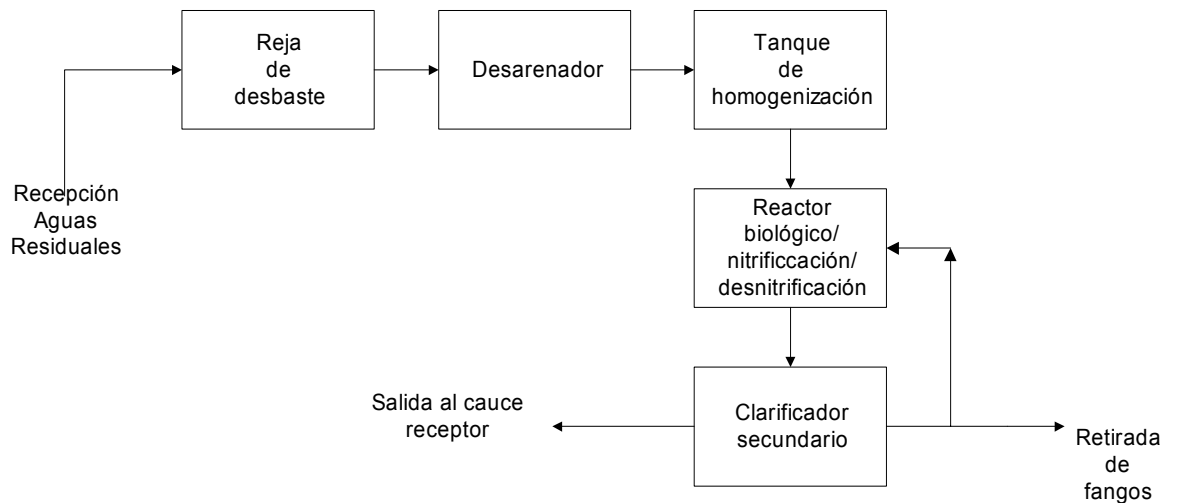 Reja
de
desbaste
Desarenador
Tanque
de
homogenización
Recepción
Aguas
Residuales
Reactor
biológico/
nitrificcación/
desnitrificación
Salida al cauce
receptor
Clarificador
secundario
Retirada
de
fangos